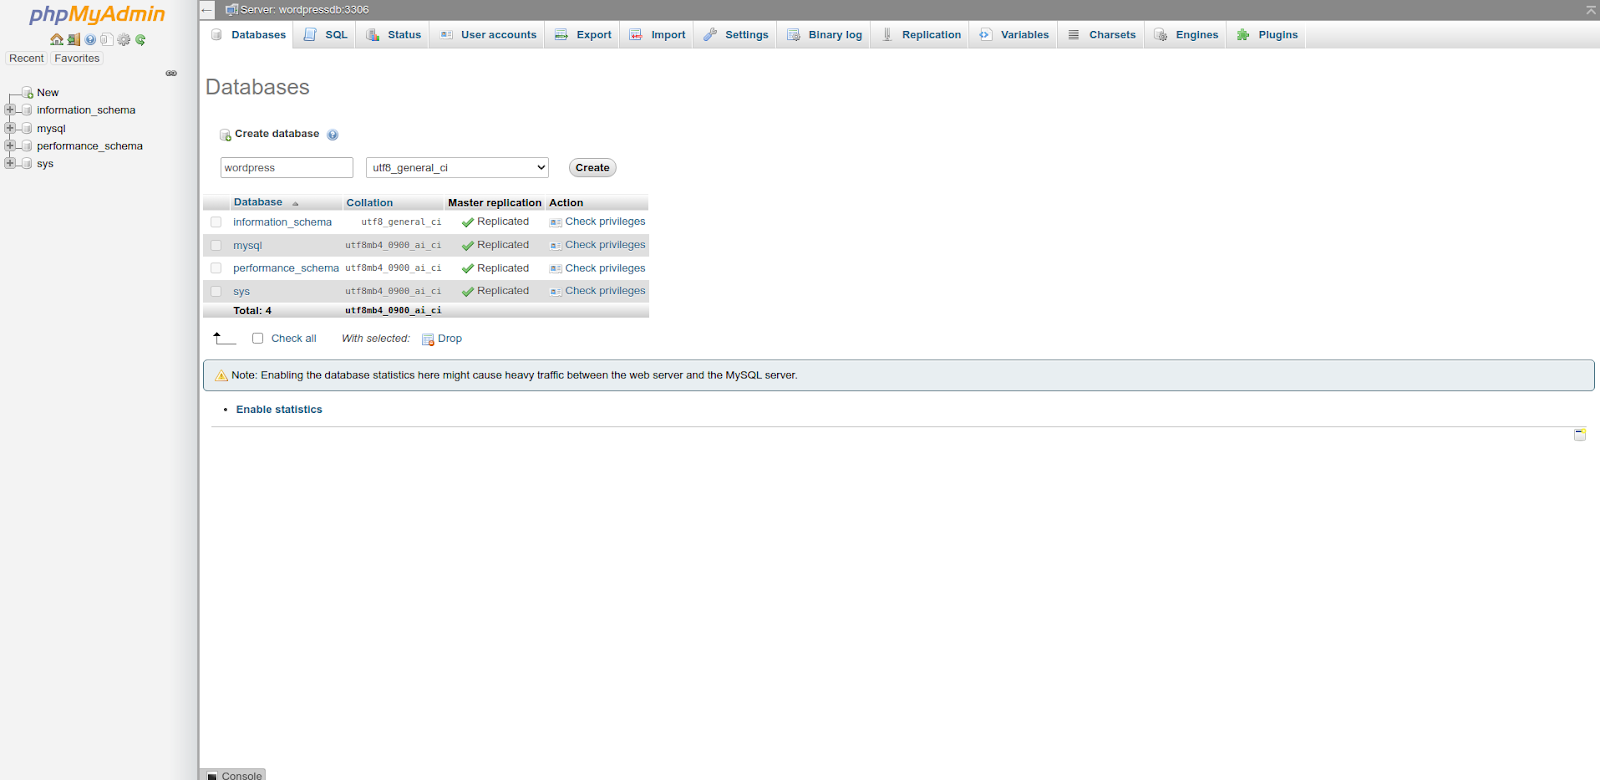 phpMyAdmin
Recent Favorites
New
information_schema
mysql
performance_schema
sys
Server: wordpressdb:3306
Databases SQL Status User accounts Export Import Settings Binary log Replication Variables Charsets Engines Plugins
Databases
Create database
wordpress utf8_general_ci Create
Database Collation Master replication Action
information_schema utf8_general_ci Replicated Check privileges
mysql utf8mb4_0900_ai_ci Replicated Check privileges
performance_schema utf8mb4_0900_ai_ci Replicated Check privileges
sys utf8mb4_0900_ai_ci Replicated Check privileges
Total: 4 utf8mb4_0900_ai_ci
Check all With selected: Drop
Note: Enabling the database statistics here might cause heavy traffic between the web server and the MySQL server.
Enable statistics
Console